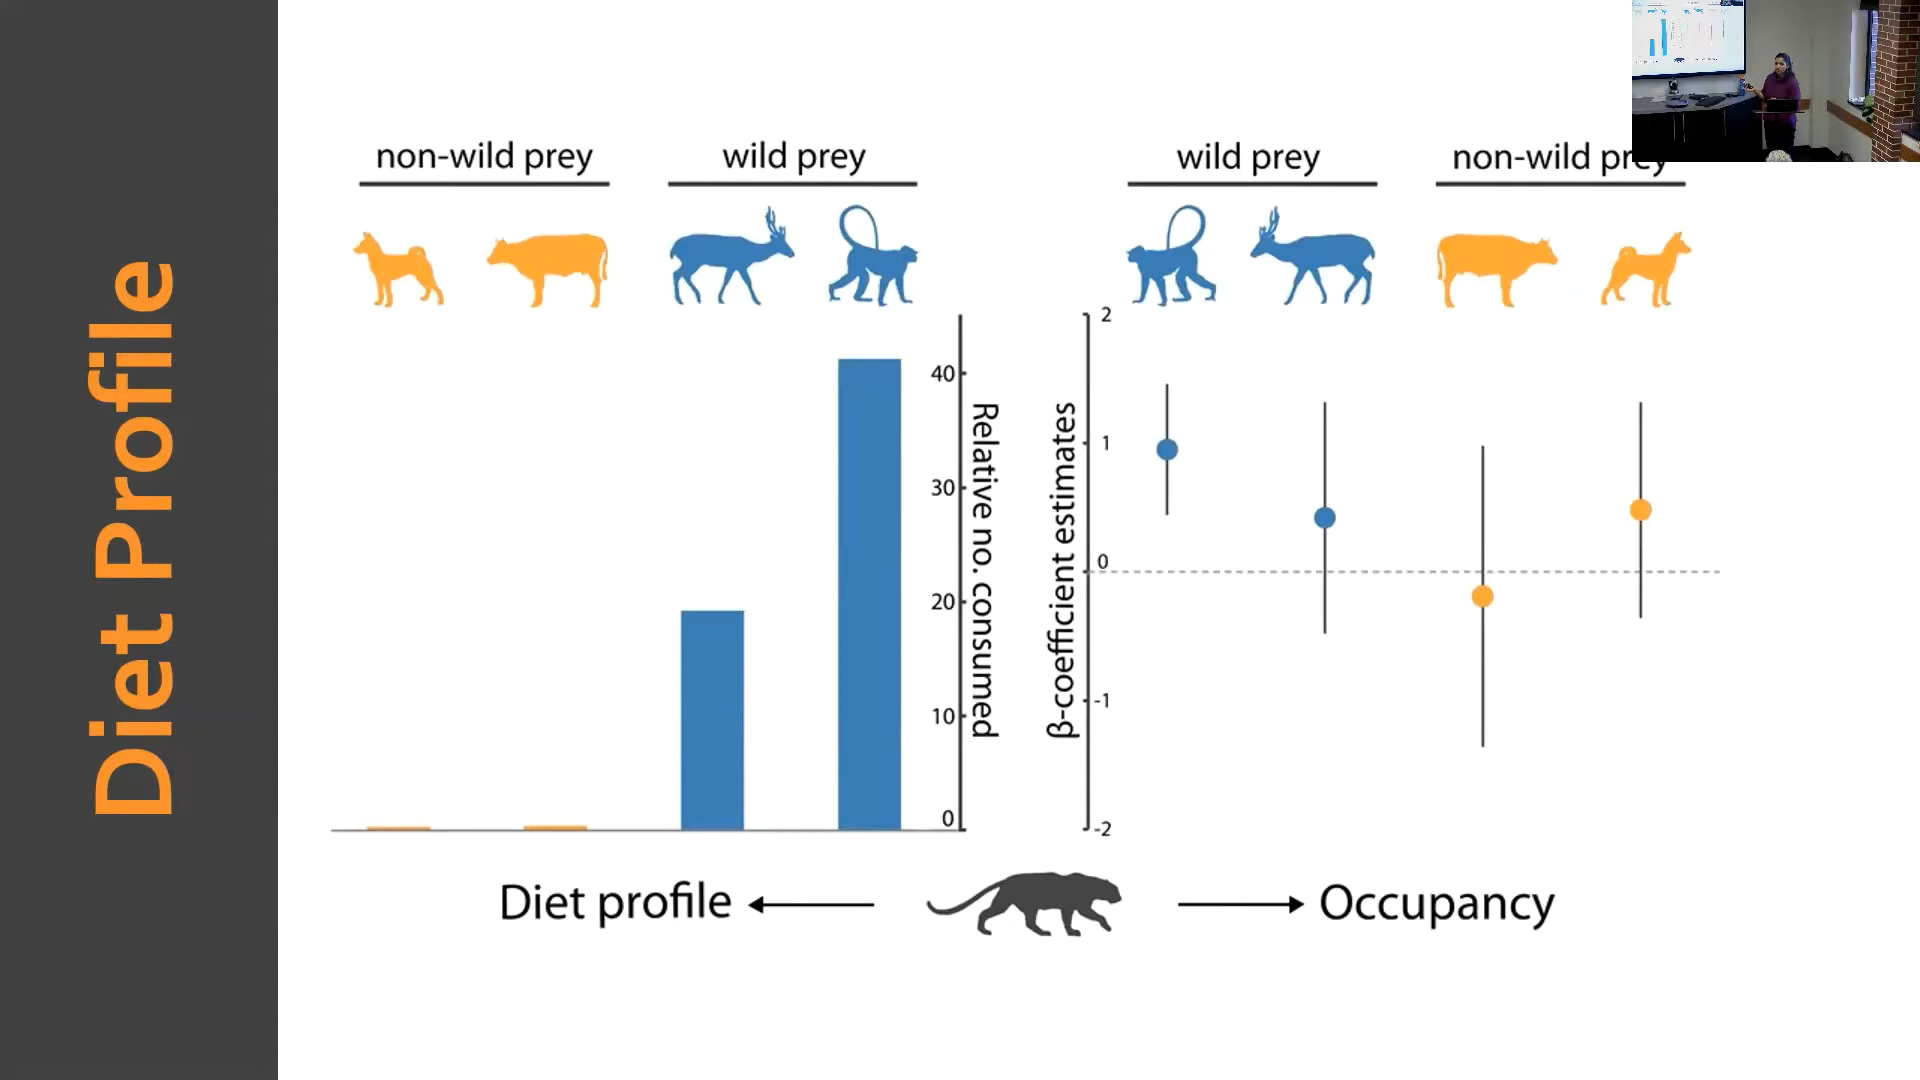 Diet Profile
non-wild prey
wild prey
wild prey
non-wild prey
40
30
20
10
0
Relative no. consumed
β-coefficient estimates
2
1
0
-1
-2
Diet profile
Occupancy